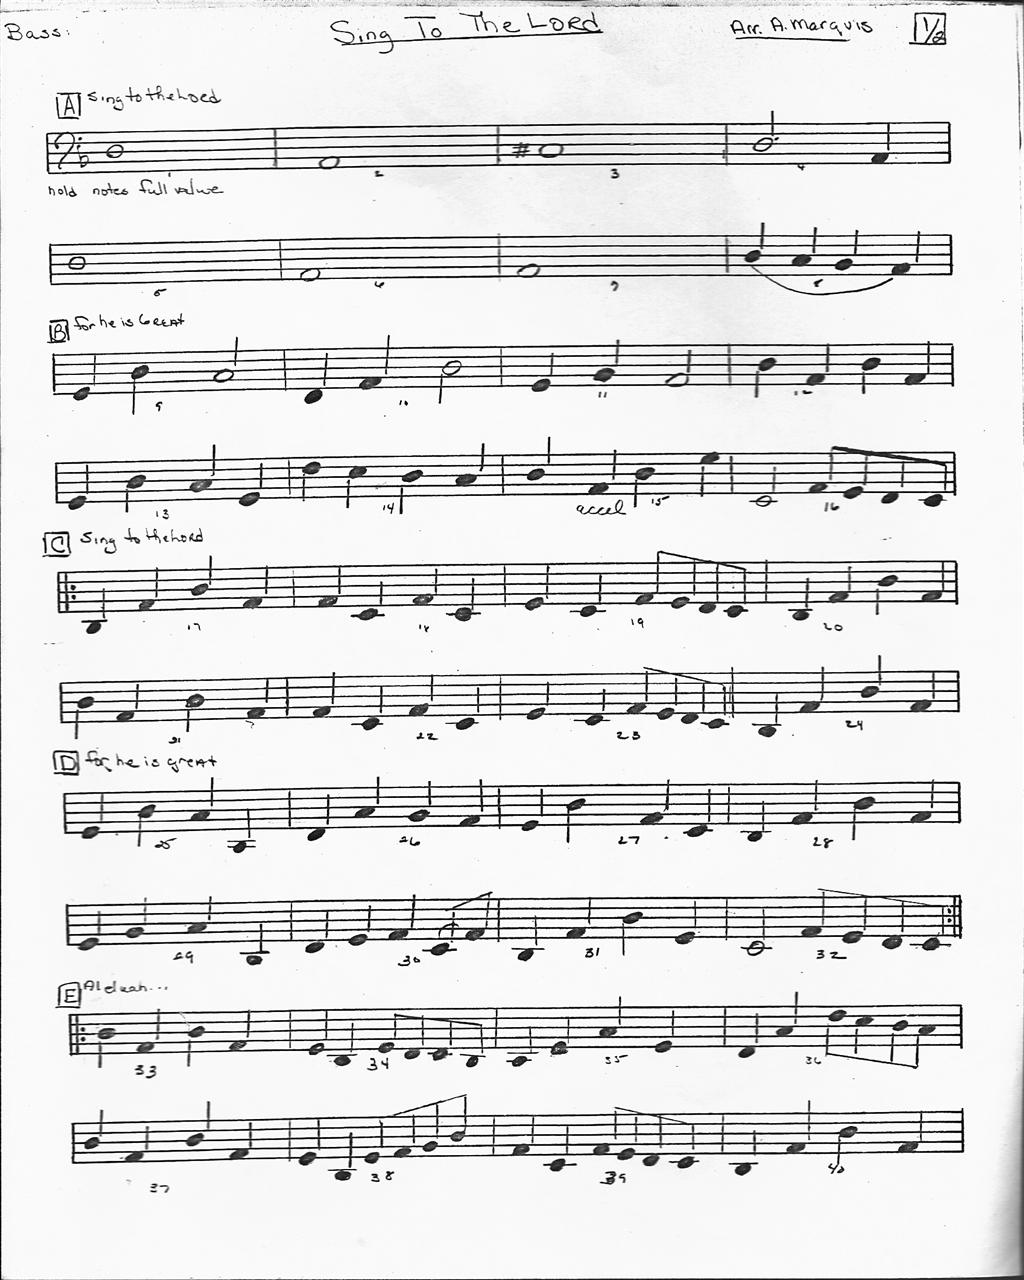 Bass: Sing To The Lord Arr. A. Marquis 1/2
A Sing to the Lord
2 3 4
hold notes full value
5 6 7 8
B for he is Great
9 10 11 12
accel
13 14 15 16
C Sing to the Lord
17 18 19 20
21 22 23 24
D for he is great
25 26 27 28
29 30 31 32
E
33 34 35 36
37 38 39 40